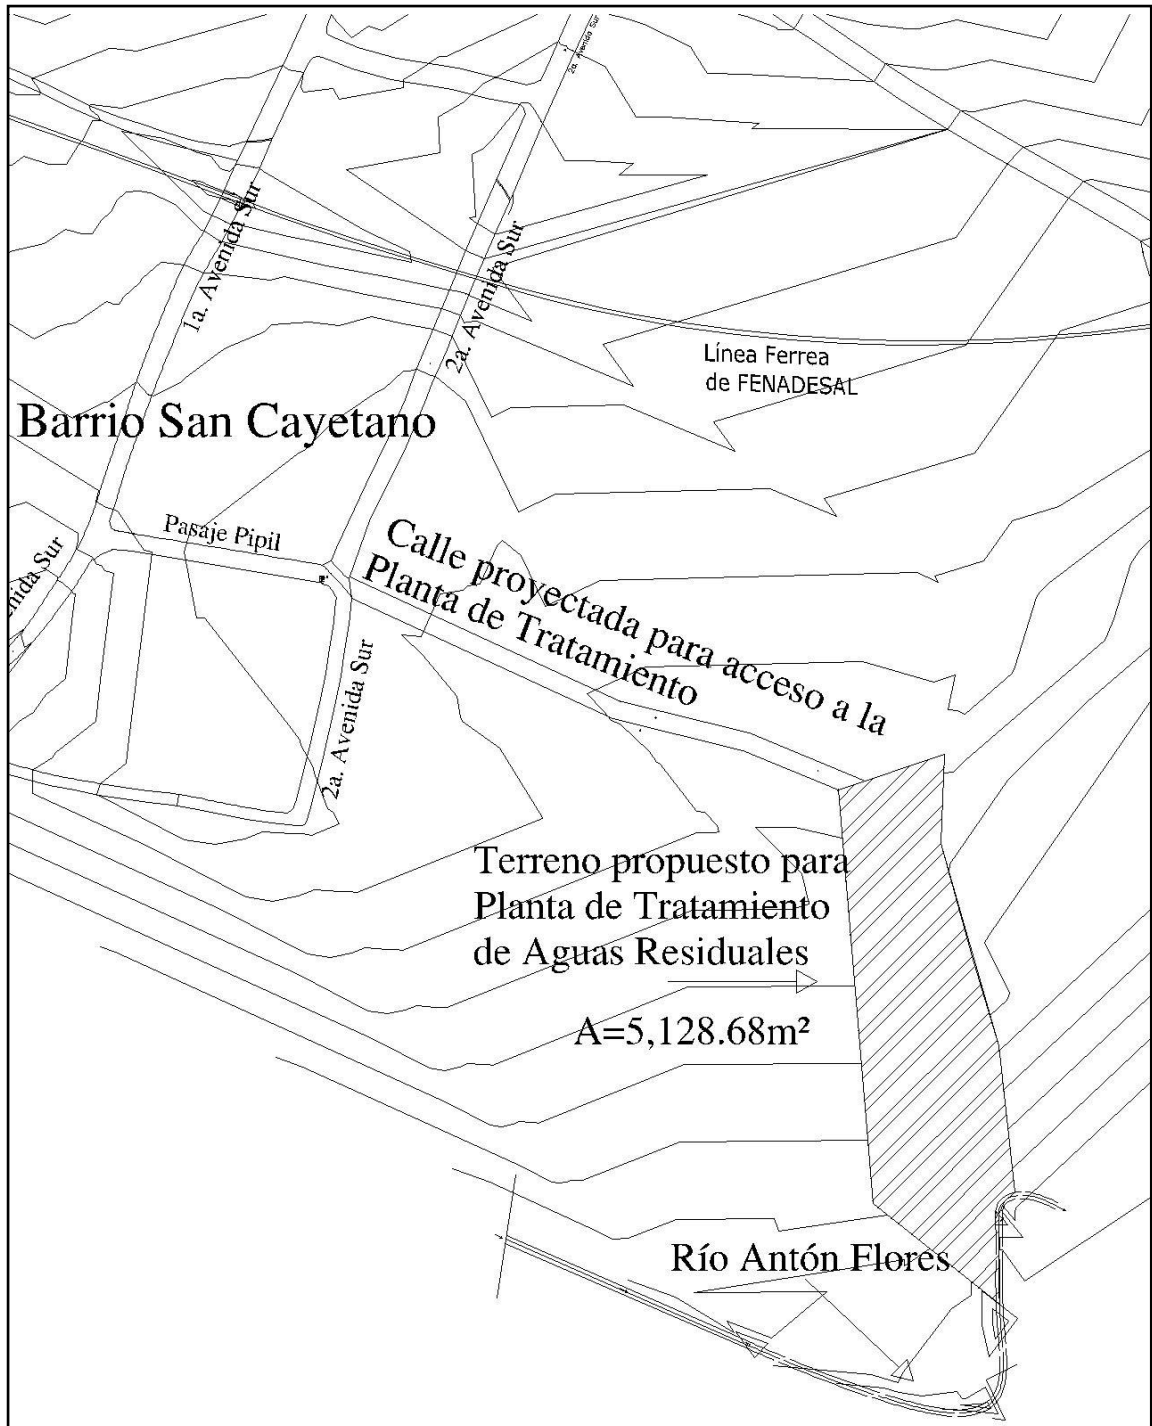 2a. Avenida Sur
1a. Avenida Sur
2a. Avenida Sur
Línea Ferrea
de FENADESAL
Barrio San Cayetano
Pasaje Pipil
enida Sur
Calle proyectada para acceso a la
Planta de Tratamiento
2a. Avenida Sur
Terreno propuesto para
Planta de Tratamiento
de Aguas Residuales
A=5,128.68m²
Río Antón Flores